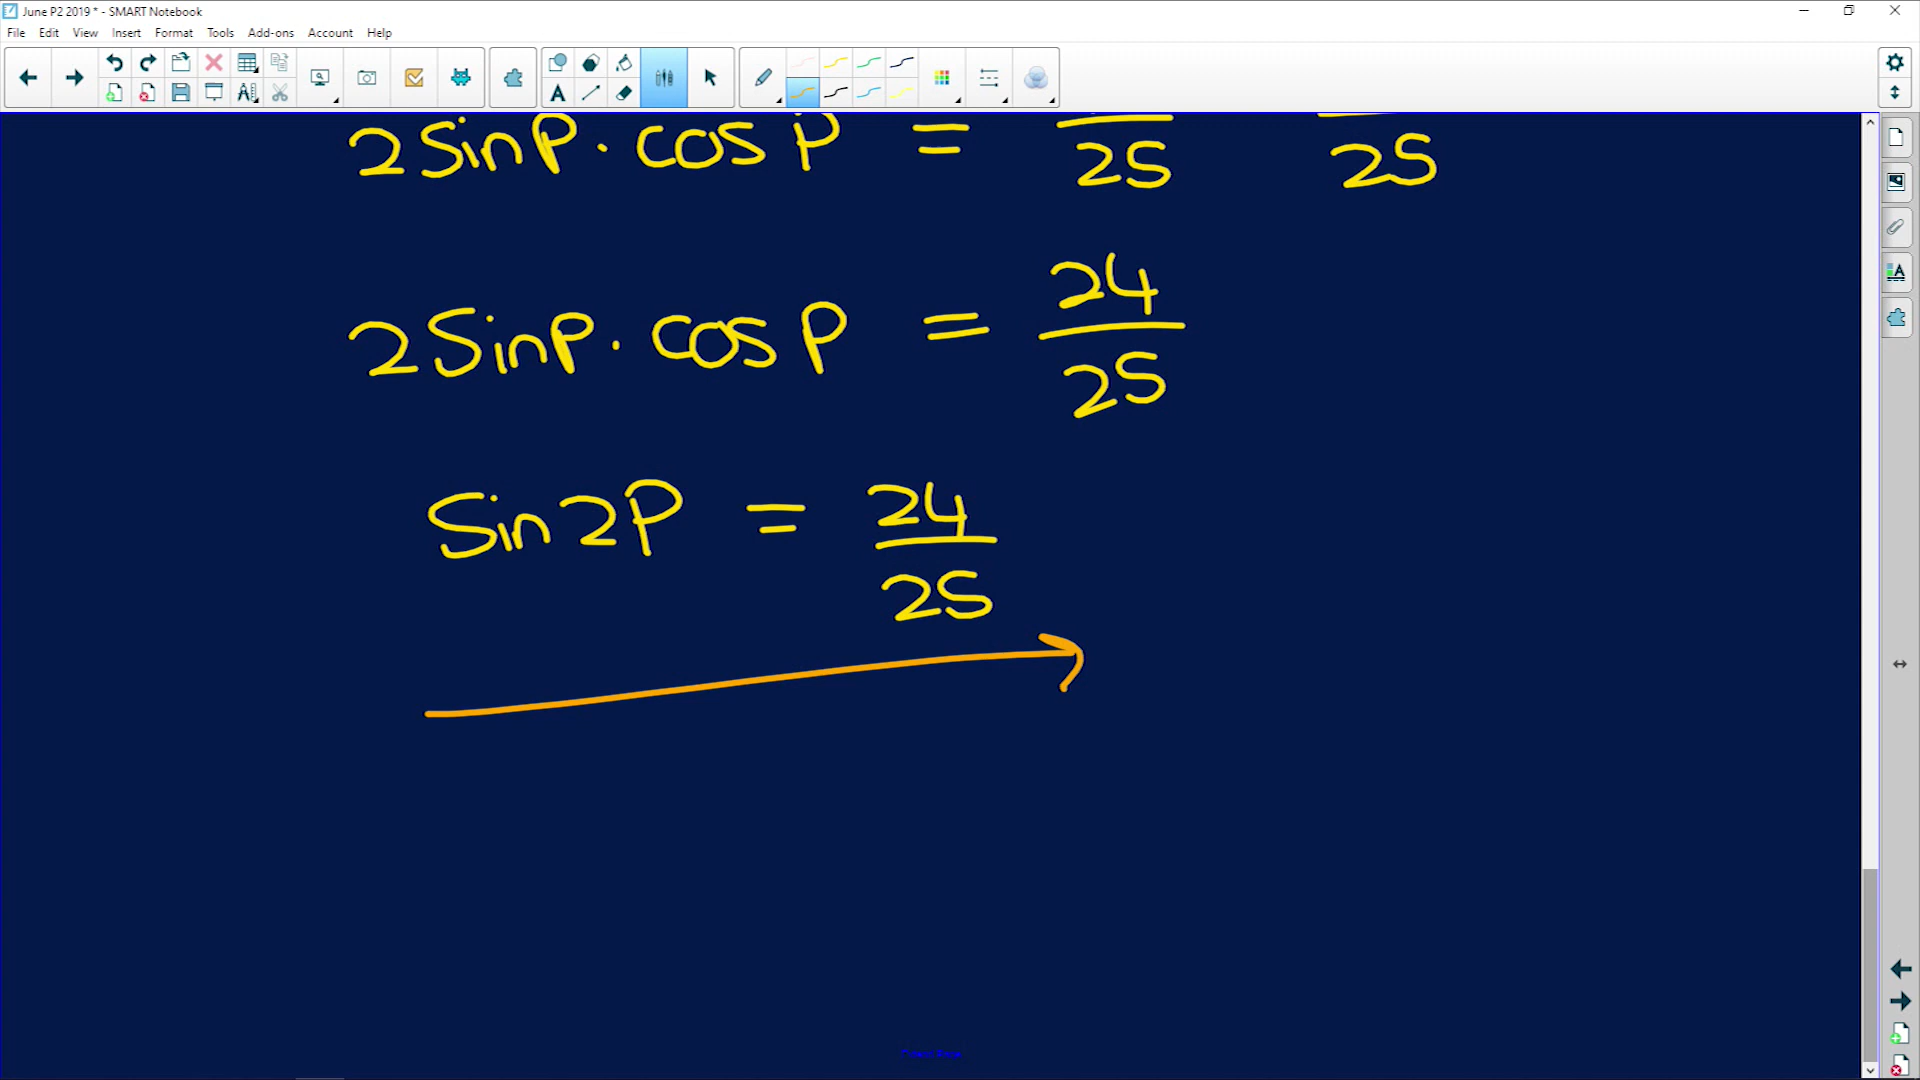 June P2 2019 * - SMART Notebook
File Edit View Insert Format Tools Add-ons Account Help
2 sin P . cos P = — 25 — 25
2 sin P . cos P = 24/25
sin 2P = 24/25